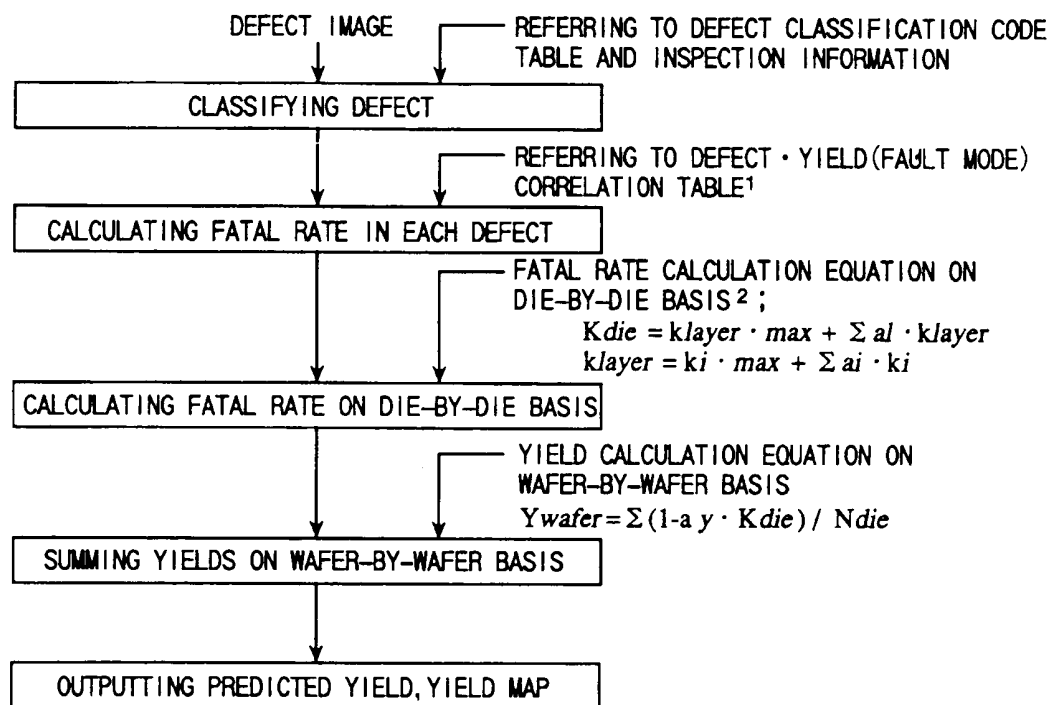 DEFECT IMAGE
REFERRING TO DEFECT CLASSIFICATION CODE
TABLE AND INSPECTION INFORMATION
CLASSIFYING DEFECT
REFERRING TO DEFECT・YIELD(FAULT MODE)
CORRELATION TABLE¹
CALCULATING FATAL RATE IN EACH DEFECT
FATAL RATE CALCULATION EQUATION ON
DIE–BY–DIE BASIS²;
Kdie = klayer · max + Σ al · klayer
klayer = ki · max + Σ ai · ki
CALCULATING FATAL RATE ON DIE–BY–DIE BASIS
YIELD CALCULATION EQUATION ON
WAFER–BY–WAFER BASIS
Ywafer=Σ(1-a y · Kdie) / Ndie
SUMMING YIELDS ON WAFER–BY–WAFER BASIS
OUTPUTTING PREDICTED YIELD, YIELD MAP